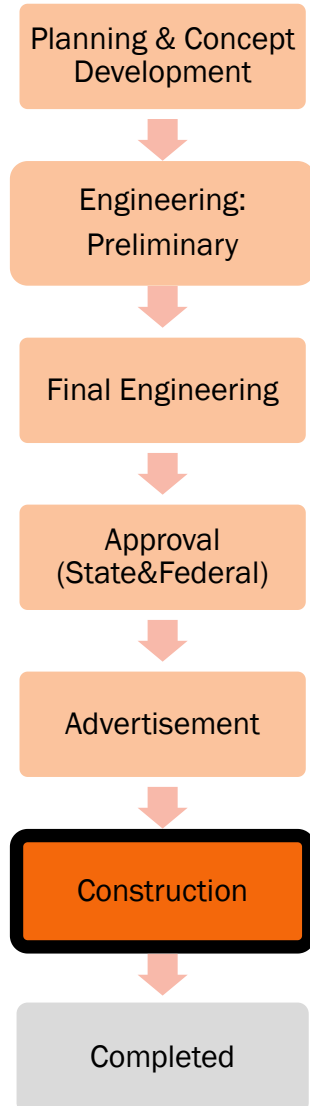 Planning & Concept
Development
Engineering:
Preliminary
Final Engineering
Approval
(State&Federal)
Advertisement
Construction
Completed